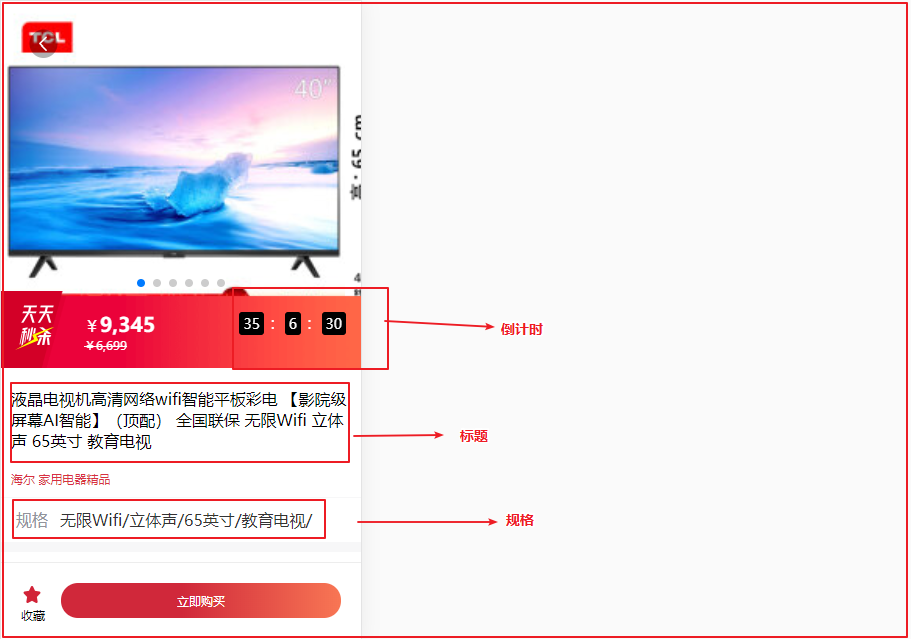 TCL
40"
高：65 cm
天天
秒杀
￥9,345
￥6,699
35 : 6 : 30
倒计时
液晶电视机高清网络wifi智能平板彩电 【影院级
屏幕AI智能】（顶配） 全国联保 无限Wifi 立体
声 65英寸 教育电视
标题
海尔 家用电器精品
规格 无限Wifi/立体声/65英寸/教育电视/
规格
收藏
立即购买